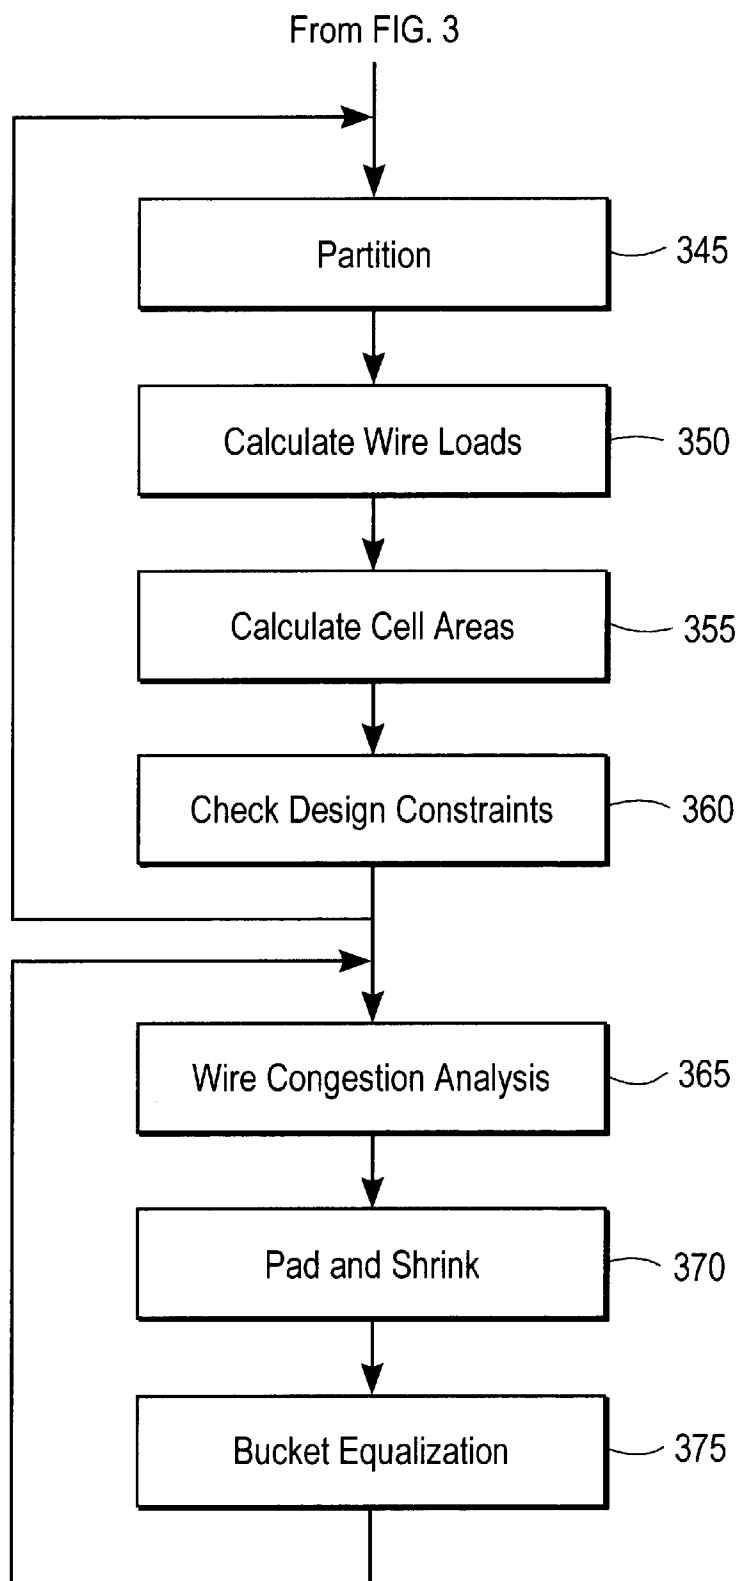 From FIG. 3
Partition
345
Calculate Wire Loads
350
Calculate Cell Areas
355
Check Design Constraints
360
Wire Congestion Analysis
365
Pad and Shrink
370
Bucket Equalization
375